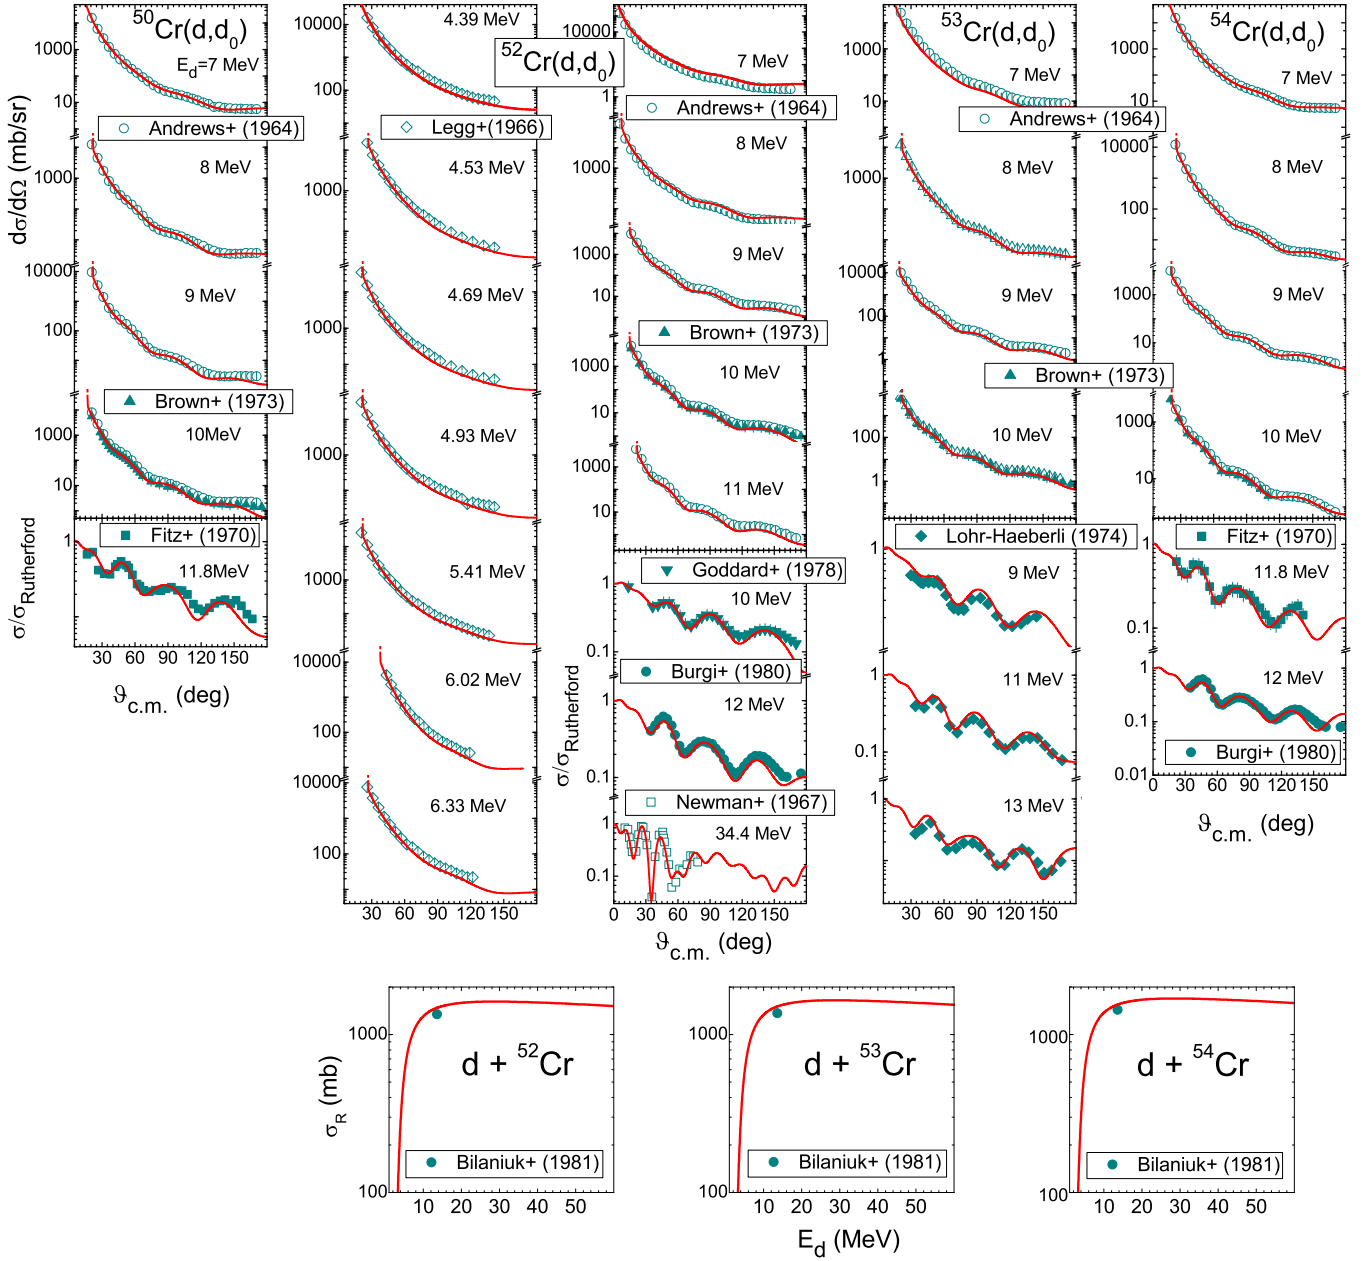 dσ/dΩ (mb/sr)
σ/σRutherford
50Cr(d,d0)
Ed=7 MeV
1000
10
Andrews+ (1964)
8 MeV
1000
10000
9 MeV
100
Brown+ (1973)
10MeV
1000
10
Fitz+ (1970)
1
11.8MeV
30 60 90 120 150
ϑc.m. (deg)
10000
4.39 MeV
100
Legg+(1966)
4.53 MeV
1000
4.69 MeV
1000
4.93 MeV
1000
5.41 MeV
1000
10000
6.02 MeV
100
10000
6.33 MeV
100
30 60 90 120 150
52Cr(d,d0)
10000
7 MeV
Andrews+ (1964)
8 MeV
1000
9 MeV
10
Brown+ (1973)
1000
10 MeV
10
1000
11 MeV
10
σ/σRutherford
Goddard+ (1978)
1
10 MeV
0.1
Burgi+ (1980)
1
12 MeV
0.1
Newman+ (1967)
1
34.4 MeV
0.1
0 30 60 90 120 150
ϑc.m. (deg)
53Cr(d,d0)
1000
7 MeV
10
Andrews+ (1964)
8 MeV
1000
10000
9 MeV
100
1
Brown+ (1973)
10 MeV
100
1
Lohr-Haeberli (1974)
1
9 MeV
1
11 MeV
0.1
1
13 MeV
30 60 90 120 150
54Cr(d,d0)
1000
7 MeV
10
10000
8 MeV
100
1000
9 MeV
10
1000
10 MeV
10
Fitz+ (1970)
1
11.8 MeV
0.1
1
12 MeV
0.1
Burgi+ (1980)
0.01
30 60 90 120 150
ϑc.m. (deg)
σR (mb)
1000
d + 52Cr
Bilaniuk+ (1981)
100
10 20 30 40 50
1000
d + 53Cr
Bilaniuk+ (1981)
100
10 20 30 40 50
1000
d + 54Cr
Bilaniuk+ (1981)
100
10 20 30 40 50
Ed (MeV)